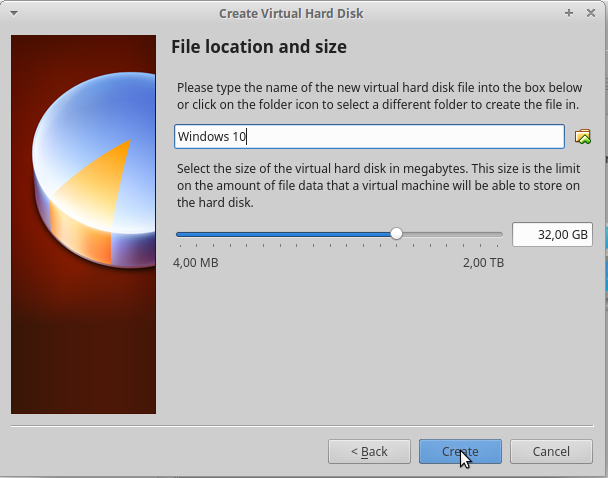 Create Virtual Hard Disk
File location and size
Please type the name of the new virtual hard disk file into the box below
or click on the folder icon to select a different folder to create the file in.
Windows 10
Select the size of the virtual hard disk in megabytes. This size is the limit
on the amount of file data that a virtual machine will be able to store on
the hard disk.
32,00 GB
4,00 MB 2,00 TB
< Back Create Cancel